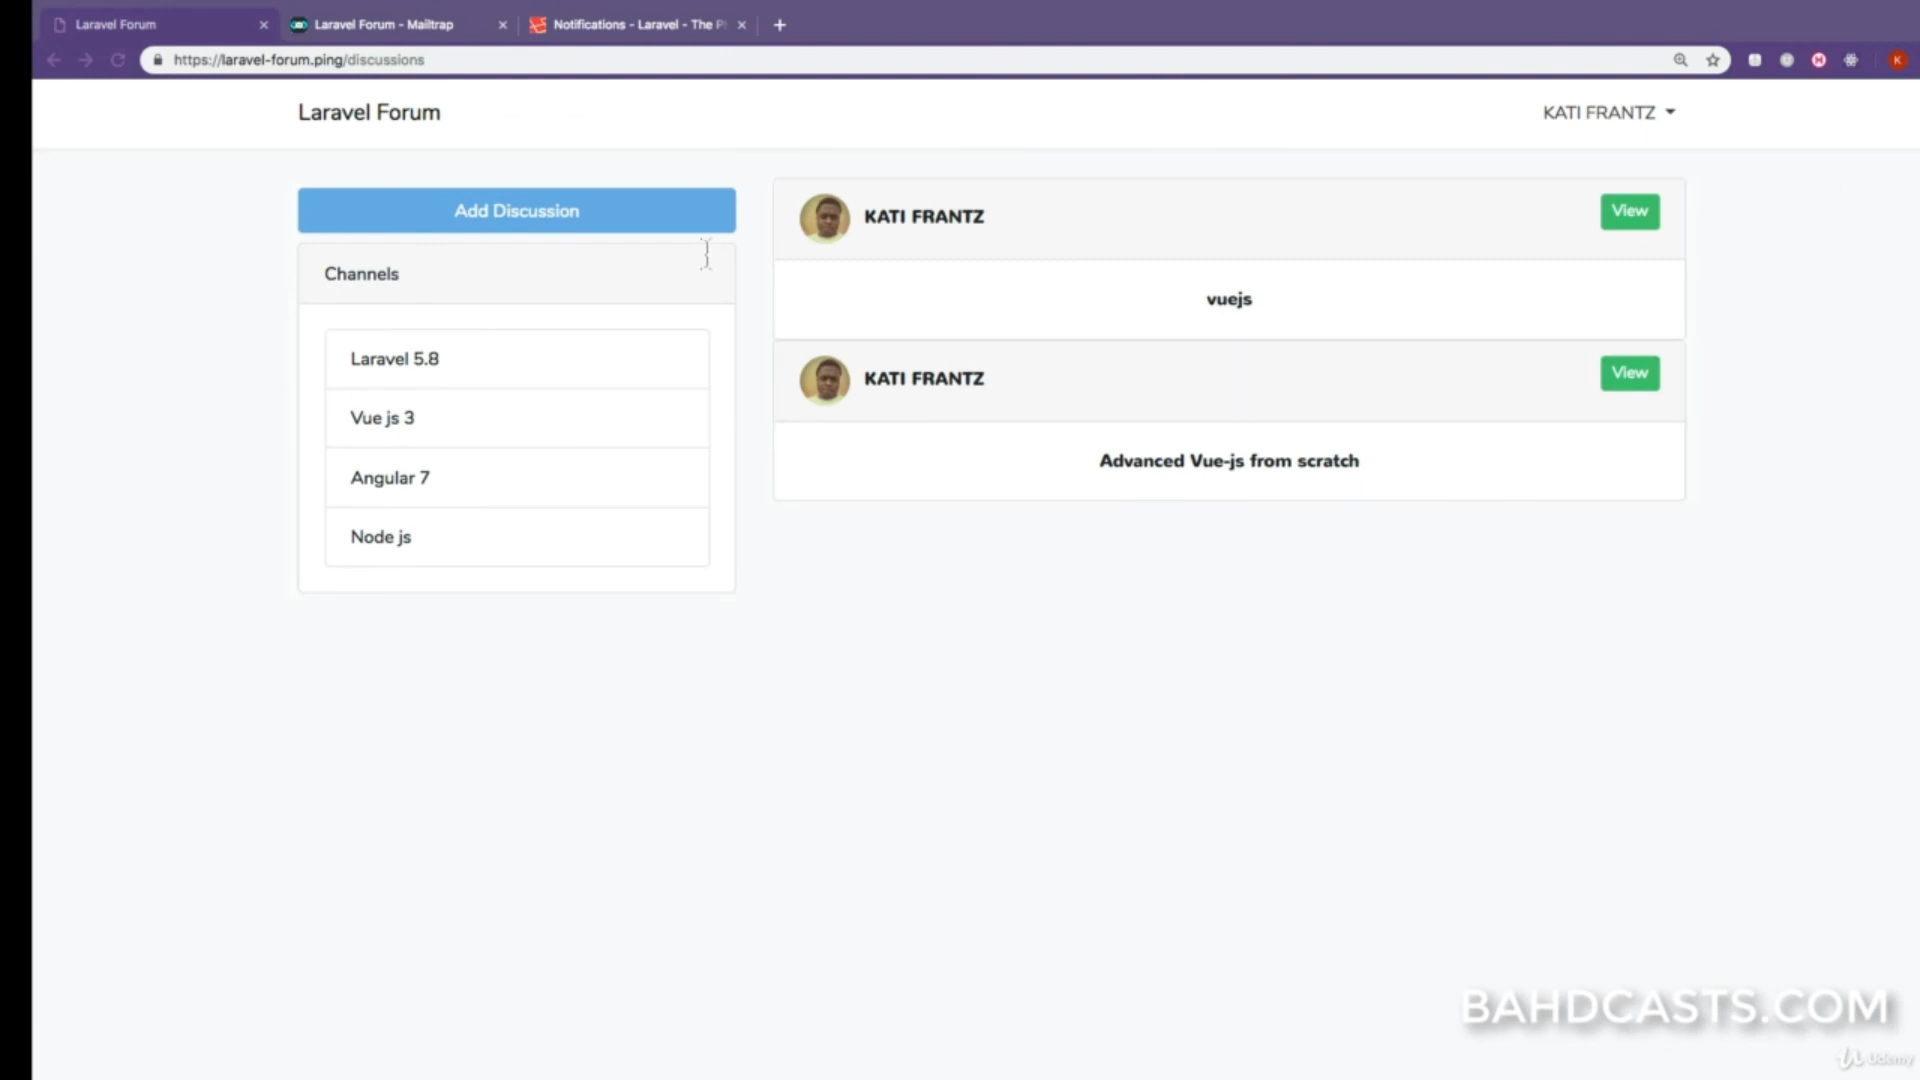 Laravel Forum
Laravel Forum - Mailtrap
Notifications - Laravel - The P
https://laravel-forum.ping/discussions
K
Laravel Forum
KATI FRANTZ
Add Discussion
Channels
Laravel 5.8
Vue js 3
Angular 7
Node js
KATI FRANTZ
View
vuejs
KATI FRANTZ
View
Advanced Vue-js from scratch
BAHDCASTS.COM
Udemy